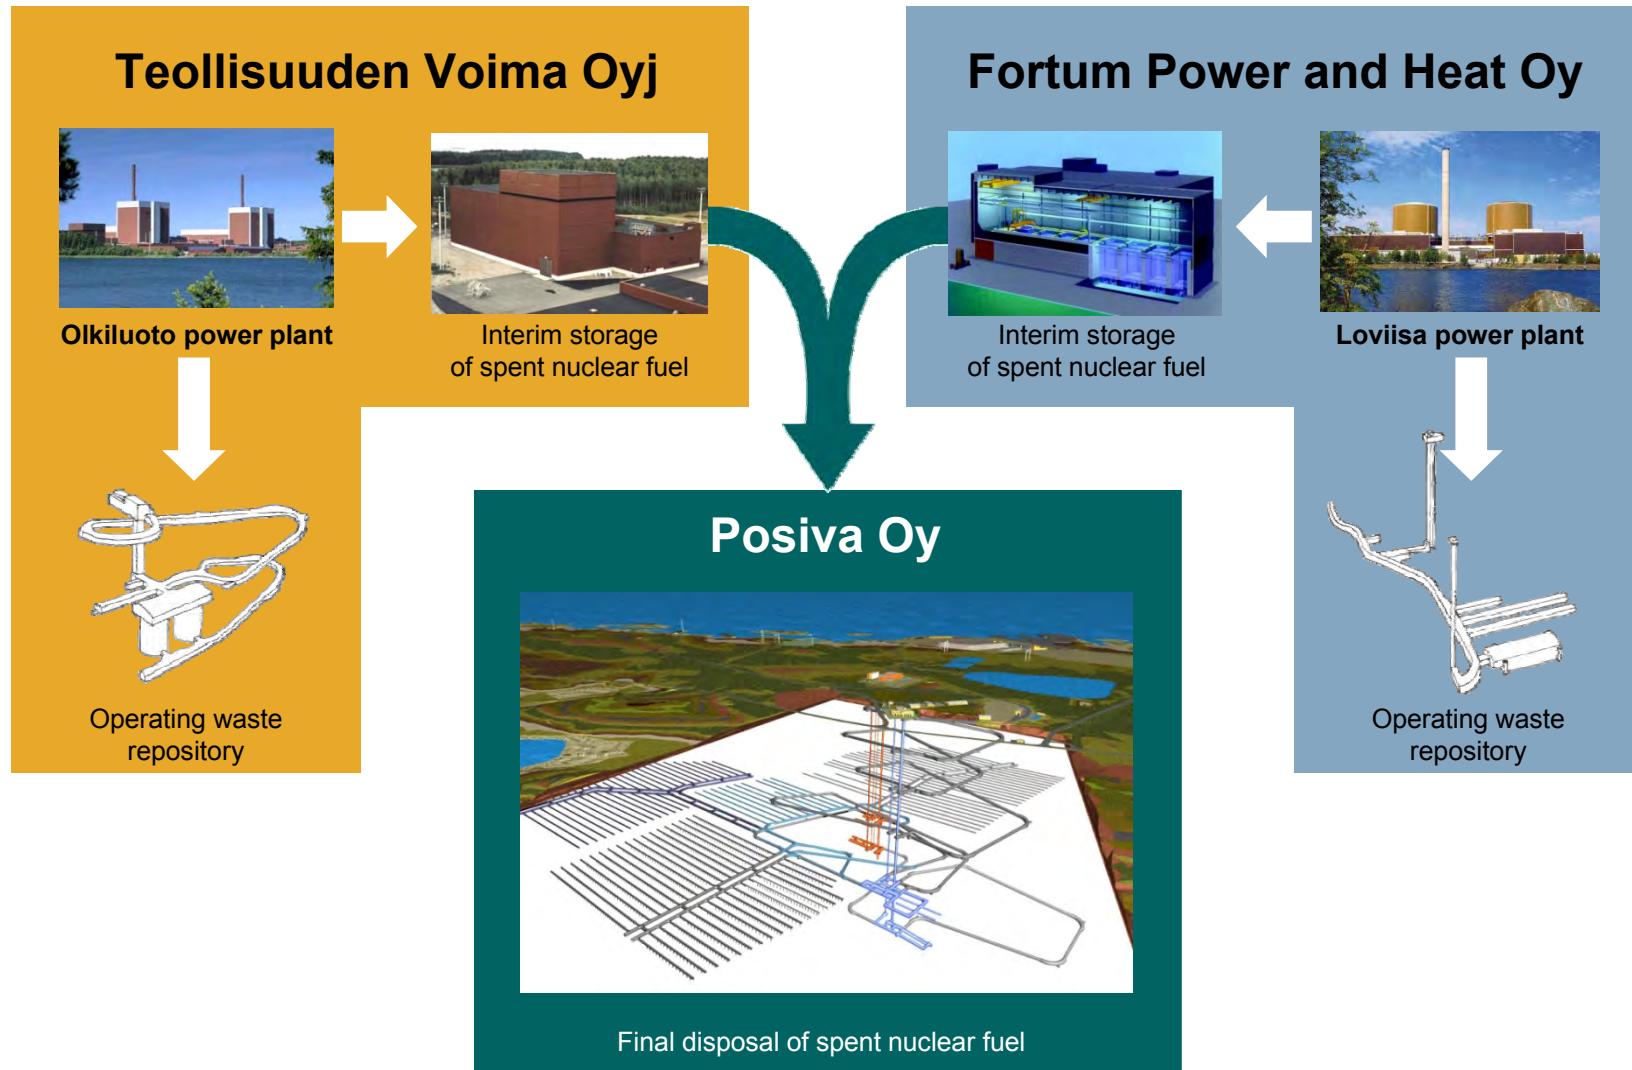 Teollisuuden Voima Oyj
Olkiluoto power plant
Interim storage
of spent nuclear fuel
Operating waste
repository
Fortum Power and Heat Oy
Interim storage
of spent nuclear fuel
Loviisa power plant
Operating waste
repository
Posiva Oy
Final disposal of spent nuclear fuel